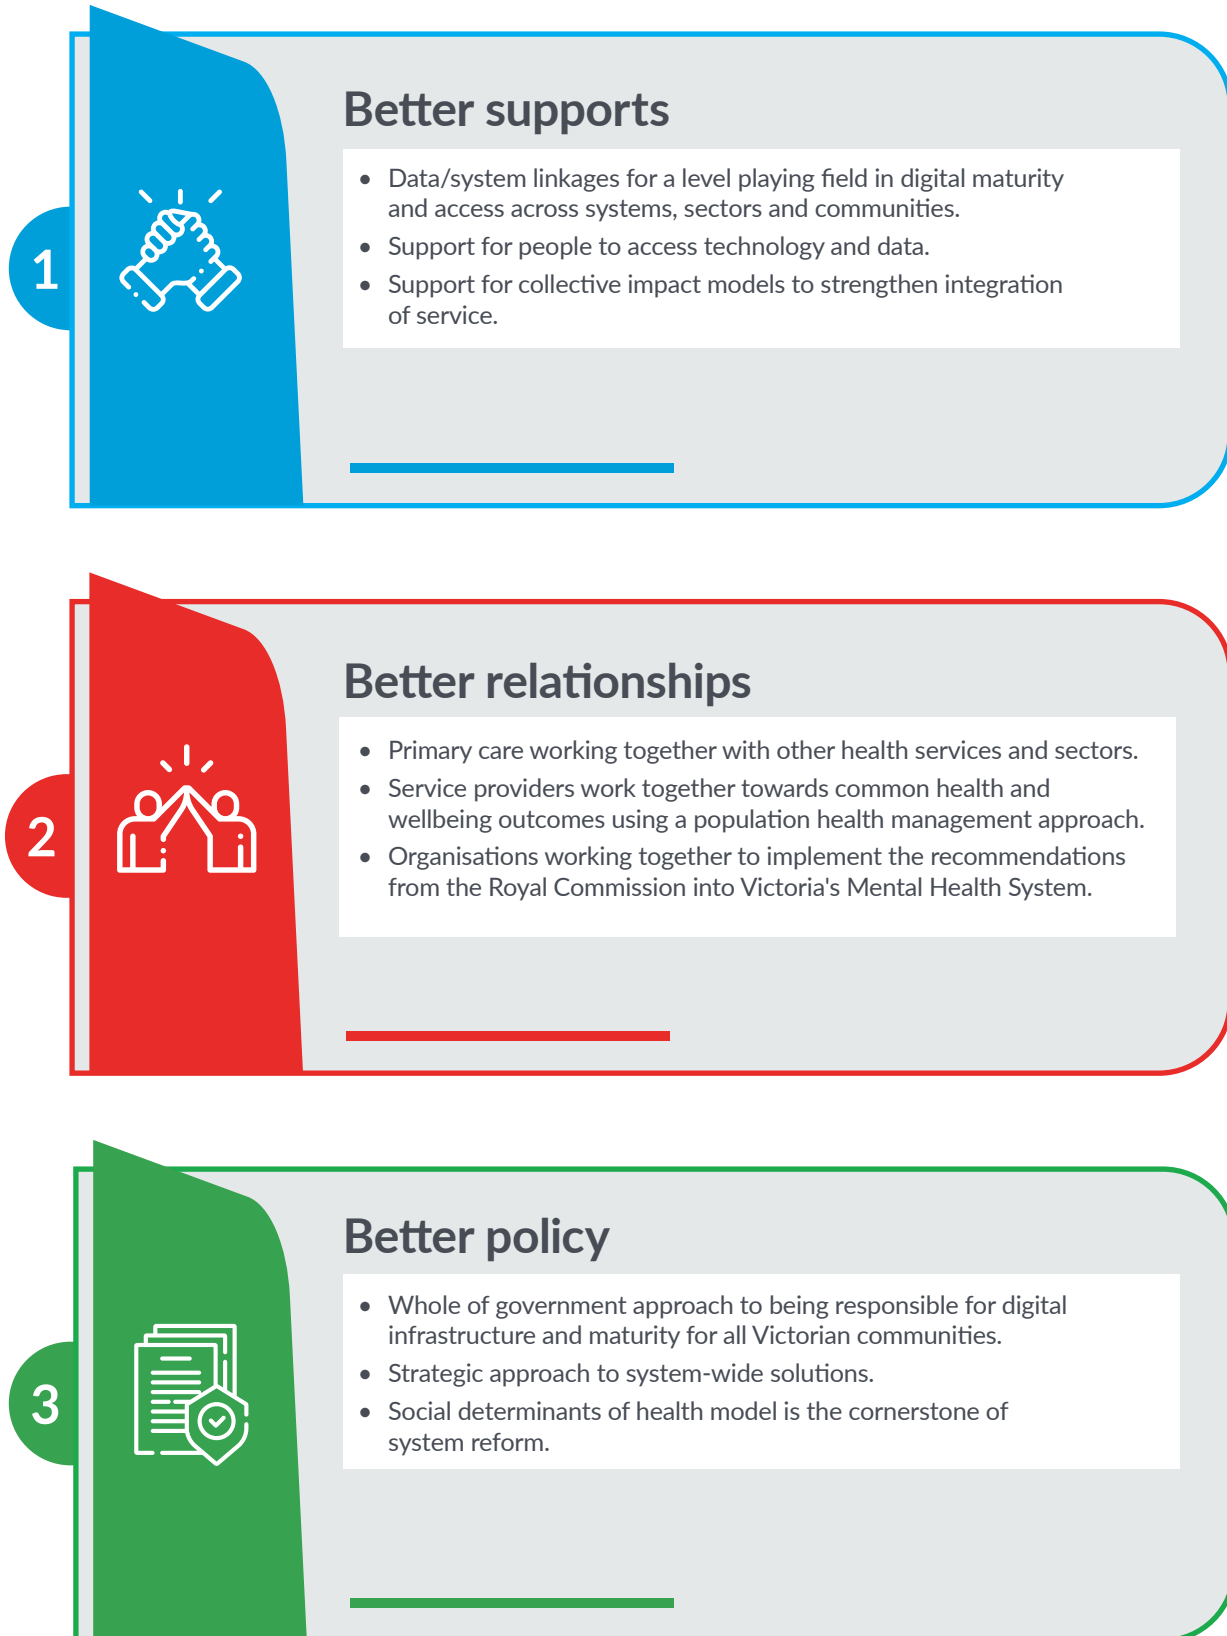 Better supports
• Data/system linkages for a level playing field in digital maturity
and access across systems, sectors and communities.
• Support for people to access technology and data.
• Support for collective impact models to strengthen integration
of service.
1
Better relationships
• Primary care working together with other health services and sectors.
• Service providers work together towards common health and
wellbeing outcomes using a population health management approach.
• Organisations working together to implement the recommendations
from the Royal Commission into Victoria's Mental Health System.
2
Better policy
• Whole of government approach to being responsible for digital
infrastructure and maturity for all Victorian communities.
• Strategic approach to system-wide solutions.
• Social determinants of health model is the cornerstone of
system reform.
3